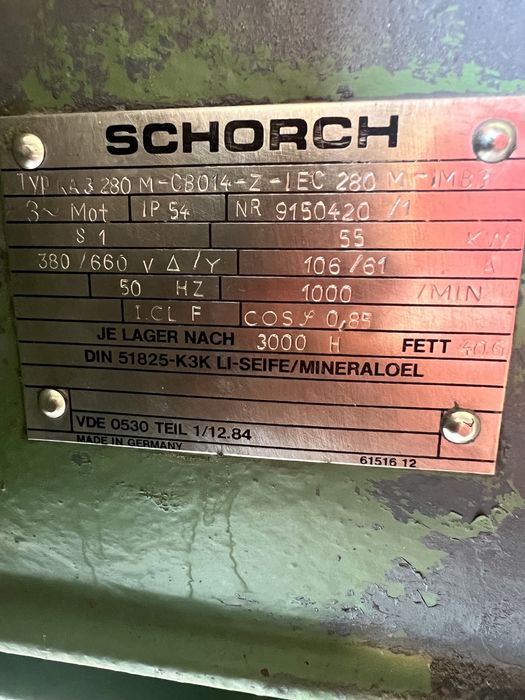 SCHORCH
TYP KA3 280 M-CB014-Z-IEC 280 M-IMB3
3~ Mot IP 54 NR 9150420 /1
S 1 55 KW
380/660 V Δ/Y 106/61 A
50 HZ 1000 /MIN
I.CL F COSφ 0,85
JE LAGER NACH 3000 H FETT 40G
DIN 51825-K3K LI-SEIFE/MINERALOEL
VDE 0530 TEIL 1/12.84
MADE IN GERMANY 61516 12